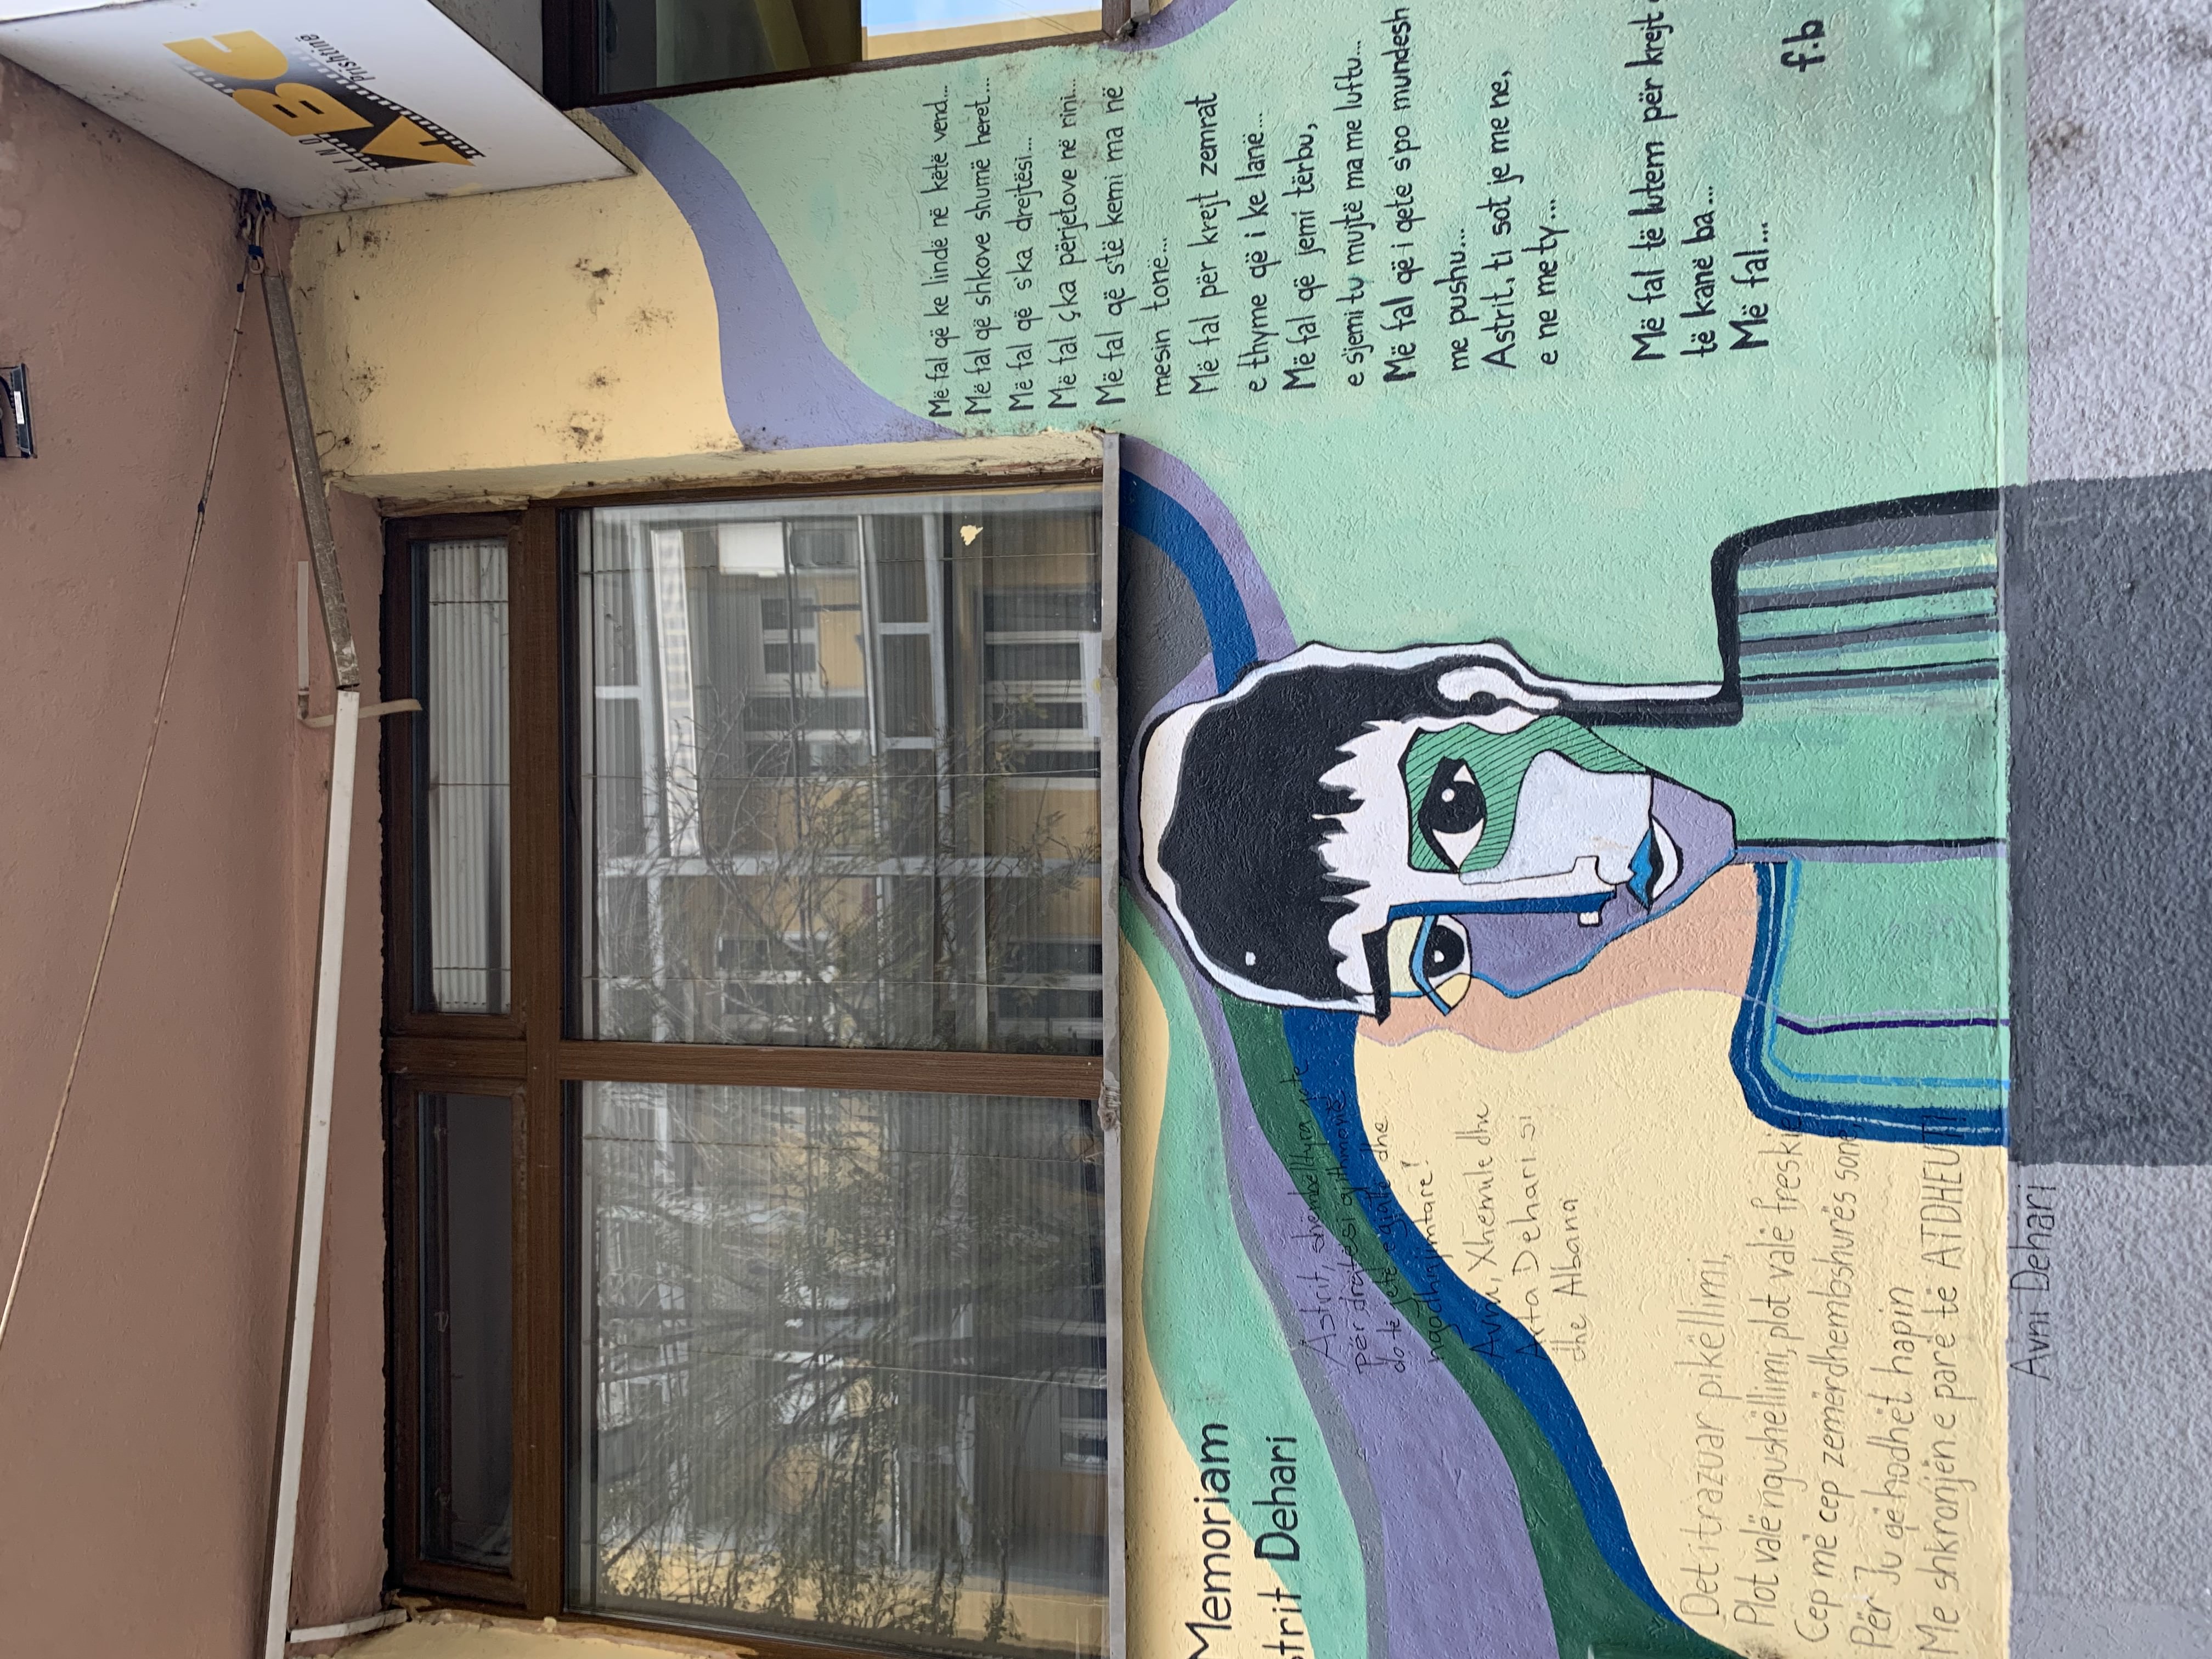 KINO
ABC
Prishtinë
Memoriam
strit Dehari
Astrit, shembelltyra jote
për drejtësi gjithmonë
do të jetë e gjallë dhe
ngadhnjimtare!
Avni, Xhemile dhe
Arta Dehari si
dhe Albana
Det i trazuar pikëllimi,
Plot valë ngushëllimi, plot valë freskie
Cep më cep zemërdhembshurës sonë,
Për Ju që hodhët hapin
Me shkronjën e parë të ATDHEUT!
Avni Dehari
Më fal që ke lindë në këtë vend...
Më fal që shkove shumë heret...
Më fal që s'ka drejtësi...
Më fal çka përjetove në rini...
Më fal që s'të kemi ma në
mesin tonë...
Më fal për krejt zemrat
e thyme që i ke lanë...
Më fal që jemi tërbu,
e sjemi tu mujtë ma me luftu...
Më fal që i qetë s'po mundesh
me pushu...
Astrit, ti sot je me ne,
e ne me ty...
Më fal të lutem për krejt
të kanë ba...
Më fal...
f.b